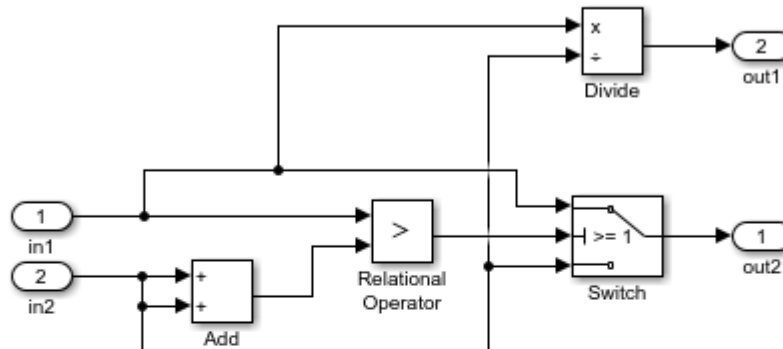 x
÷
2
Divide
out1
1
in1
>
>= 1
1
out2
2
in2
+
+
Relational
Operator
Switch
Add